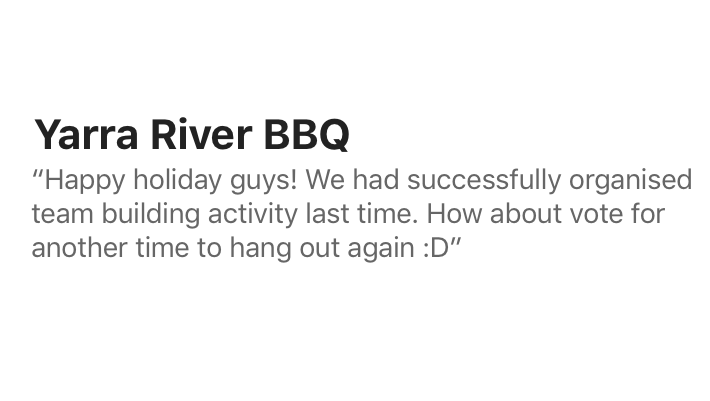 Yarra River BBQ
“Happy holiday guys! We had successfully organised
team building activity last time. How about vote for
another time to hang out again :D”